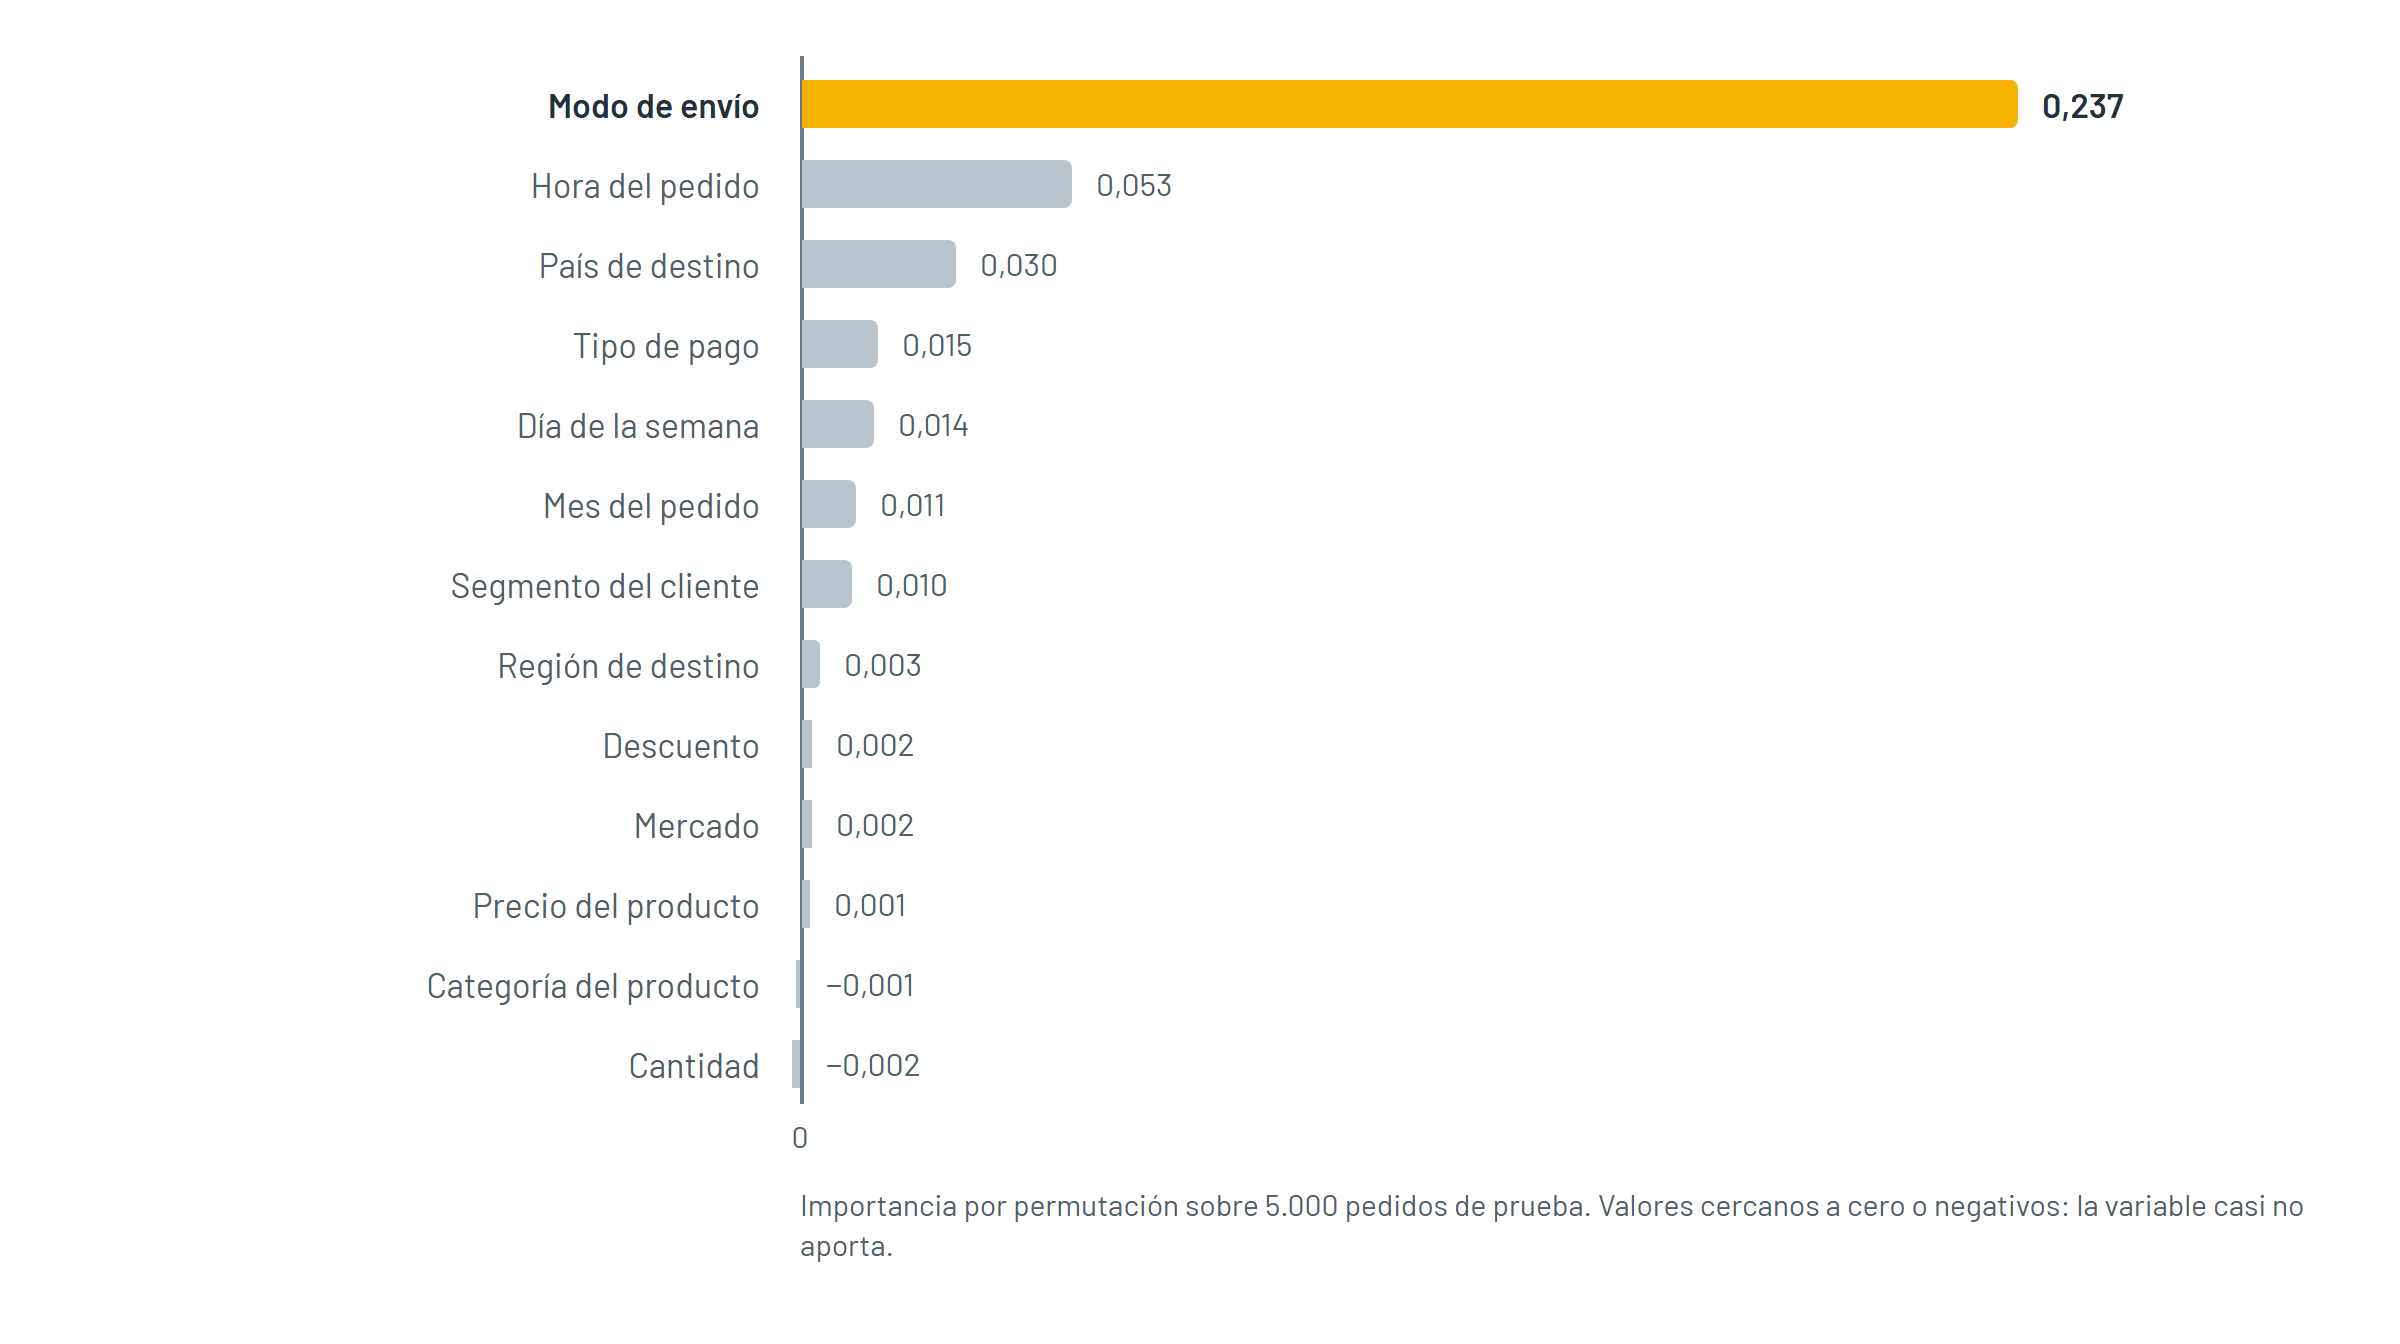 Modo de envío 0,237
Hora del pedido 0,053
País de destino 0,030
Tipo de pago 0,015
Día de la semana 0,014
Mes del pedido 0,011
Segmento del cliente 0,010
Región de destino 0,003
Descuento 0,002
Mercado 0,002
Precio del producto 0,001
Categoría del producto −0,001
Cantidad −0,002
0
Importancia por permutación sobre 5.000 pedidos de prueba. Valores cercanos a cero o negativos: la variable casi no
aporta.